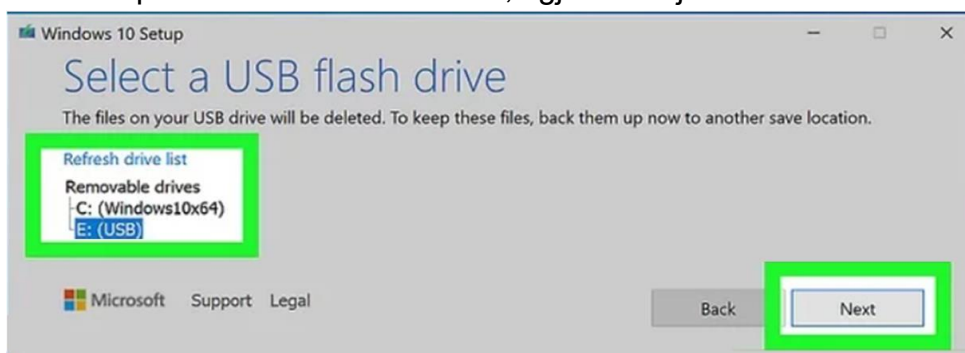 Windows 10 Setup
Select a USB flash drive
The files on your USB drive will be deleted. To keep these files, back them up now to another save location.
Refresh drive list
Removable drives
C: (Windows10x64)
E: (USB)
Microsoft Support Legal
Back Next